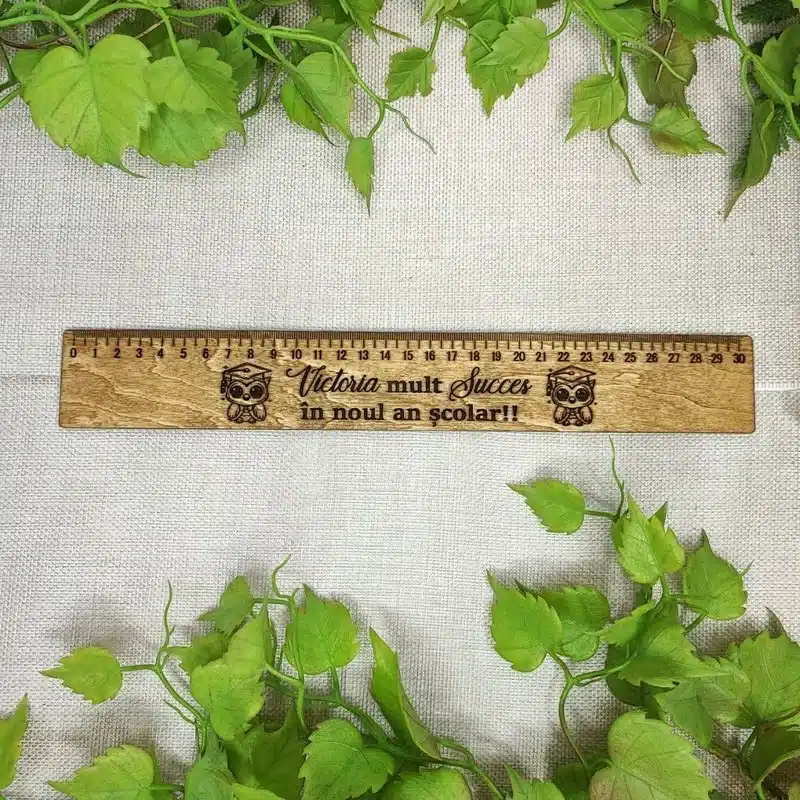 0 1 2 3 4 5 6 7 8 9 10 11 12 13 14 15 16 17 18 19 20 21 22 23 24 25 26 27 28 29 30
Victoria mult Succes
în noul an școlar!!